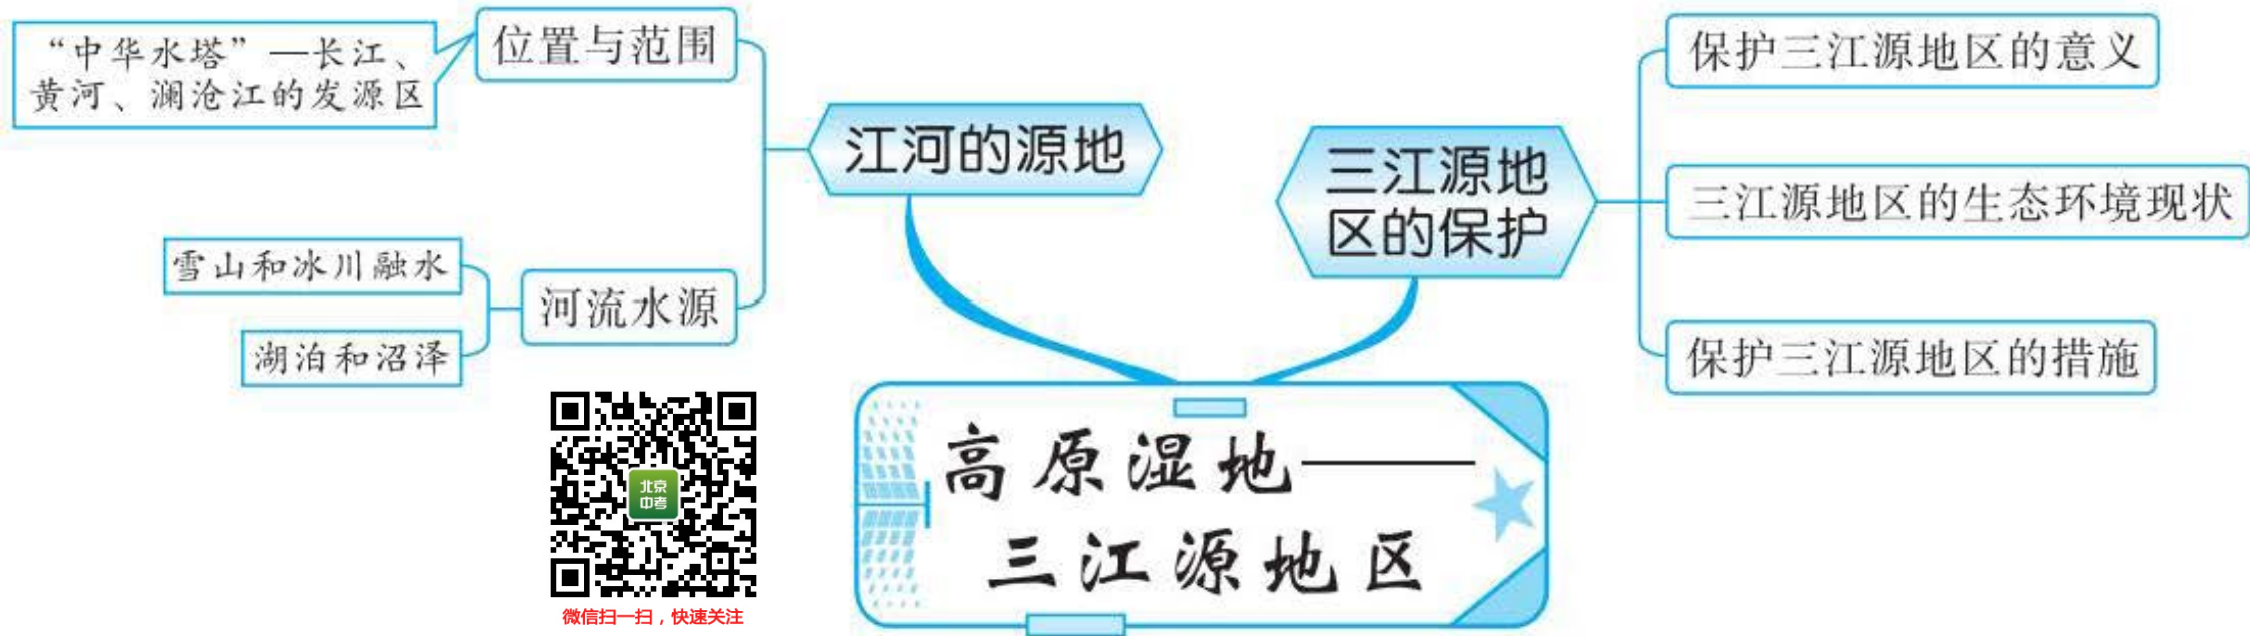 “中华水塔”—长江、
黄河、澜沧江的发源区
位置与范围
江河的源地
雪山和冰川融水
湖泊和沼泽
河流水源
三江源地
区的保护
保护三江源地区的意义
三江源地区的生态环境现状
保护三江源地区的措施
高原湿地——
三江源地区
北京
中考
微信扫一扫，快速关注